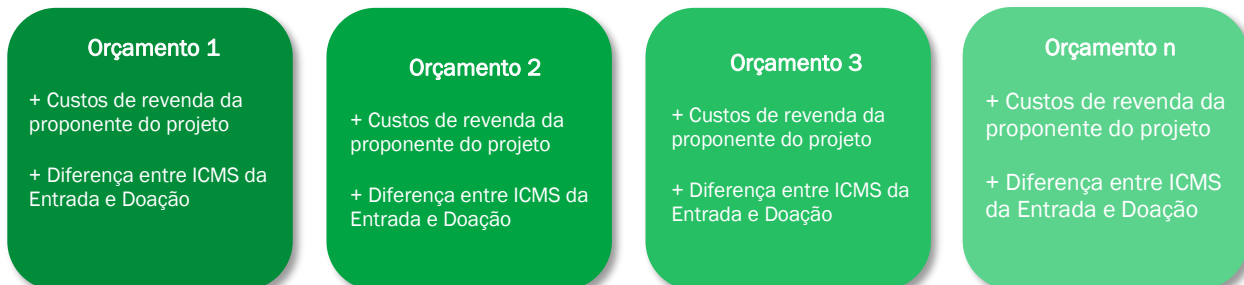 Orçamento 1
+ Custos de revenda da
proponente do projeto
+ Diferença entre ICMS da
Entrada e Doação
Orçamento 2
+ Custos de revenda da
proponente do projeto
+ Diferença entre ICMS da
Entrada e Doação
Orçamento 3
+ Custos de revenda da
proponente do projeto
+ Diferença entre ICMS da
Entrada e Doação
Orçamento n
+ Custos de revenda da
proponente do projeto
+ Diferença entre ICMS
da Entrada e Doação